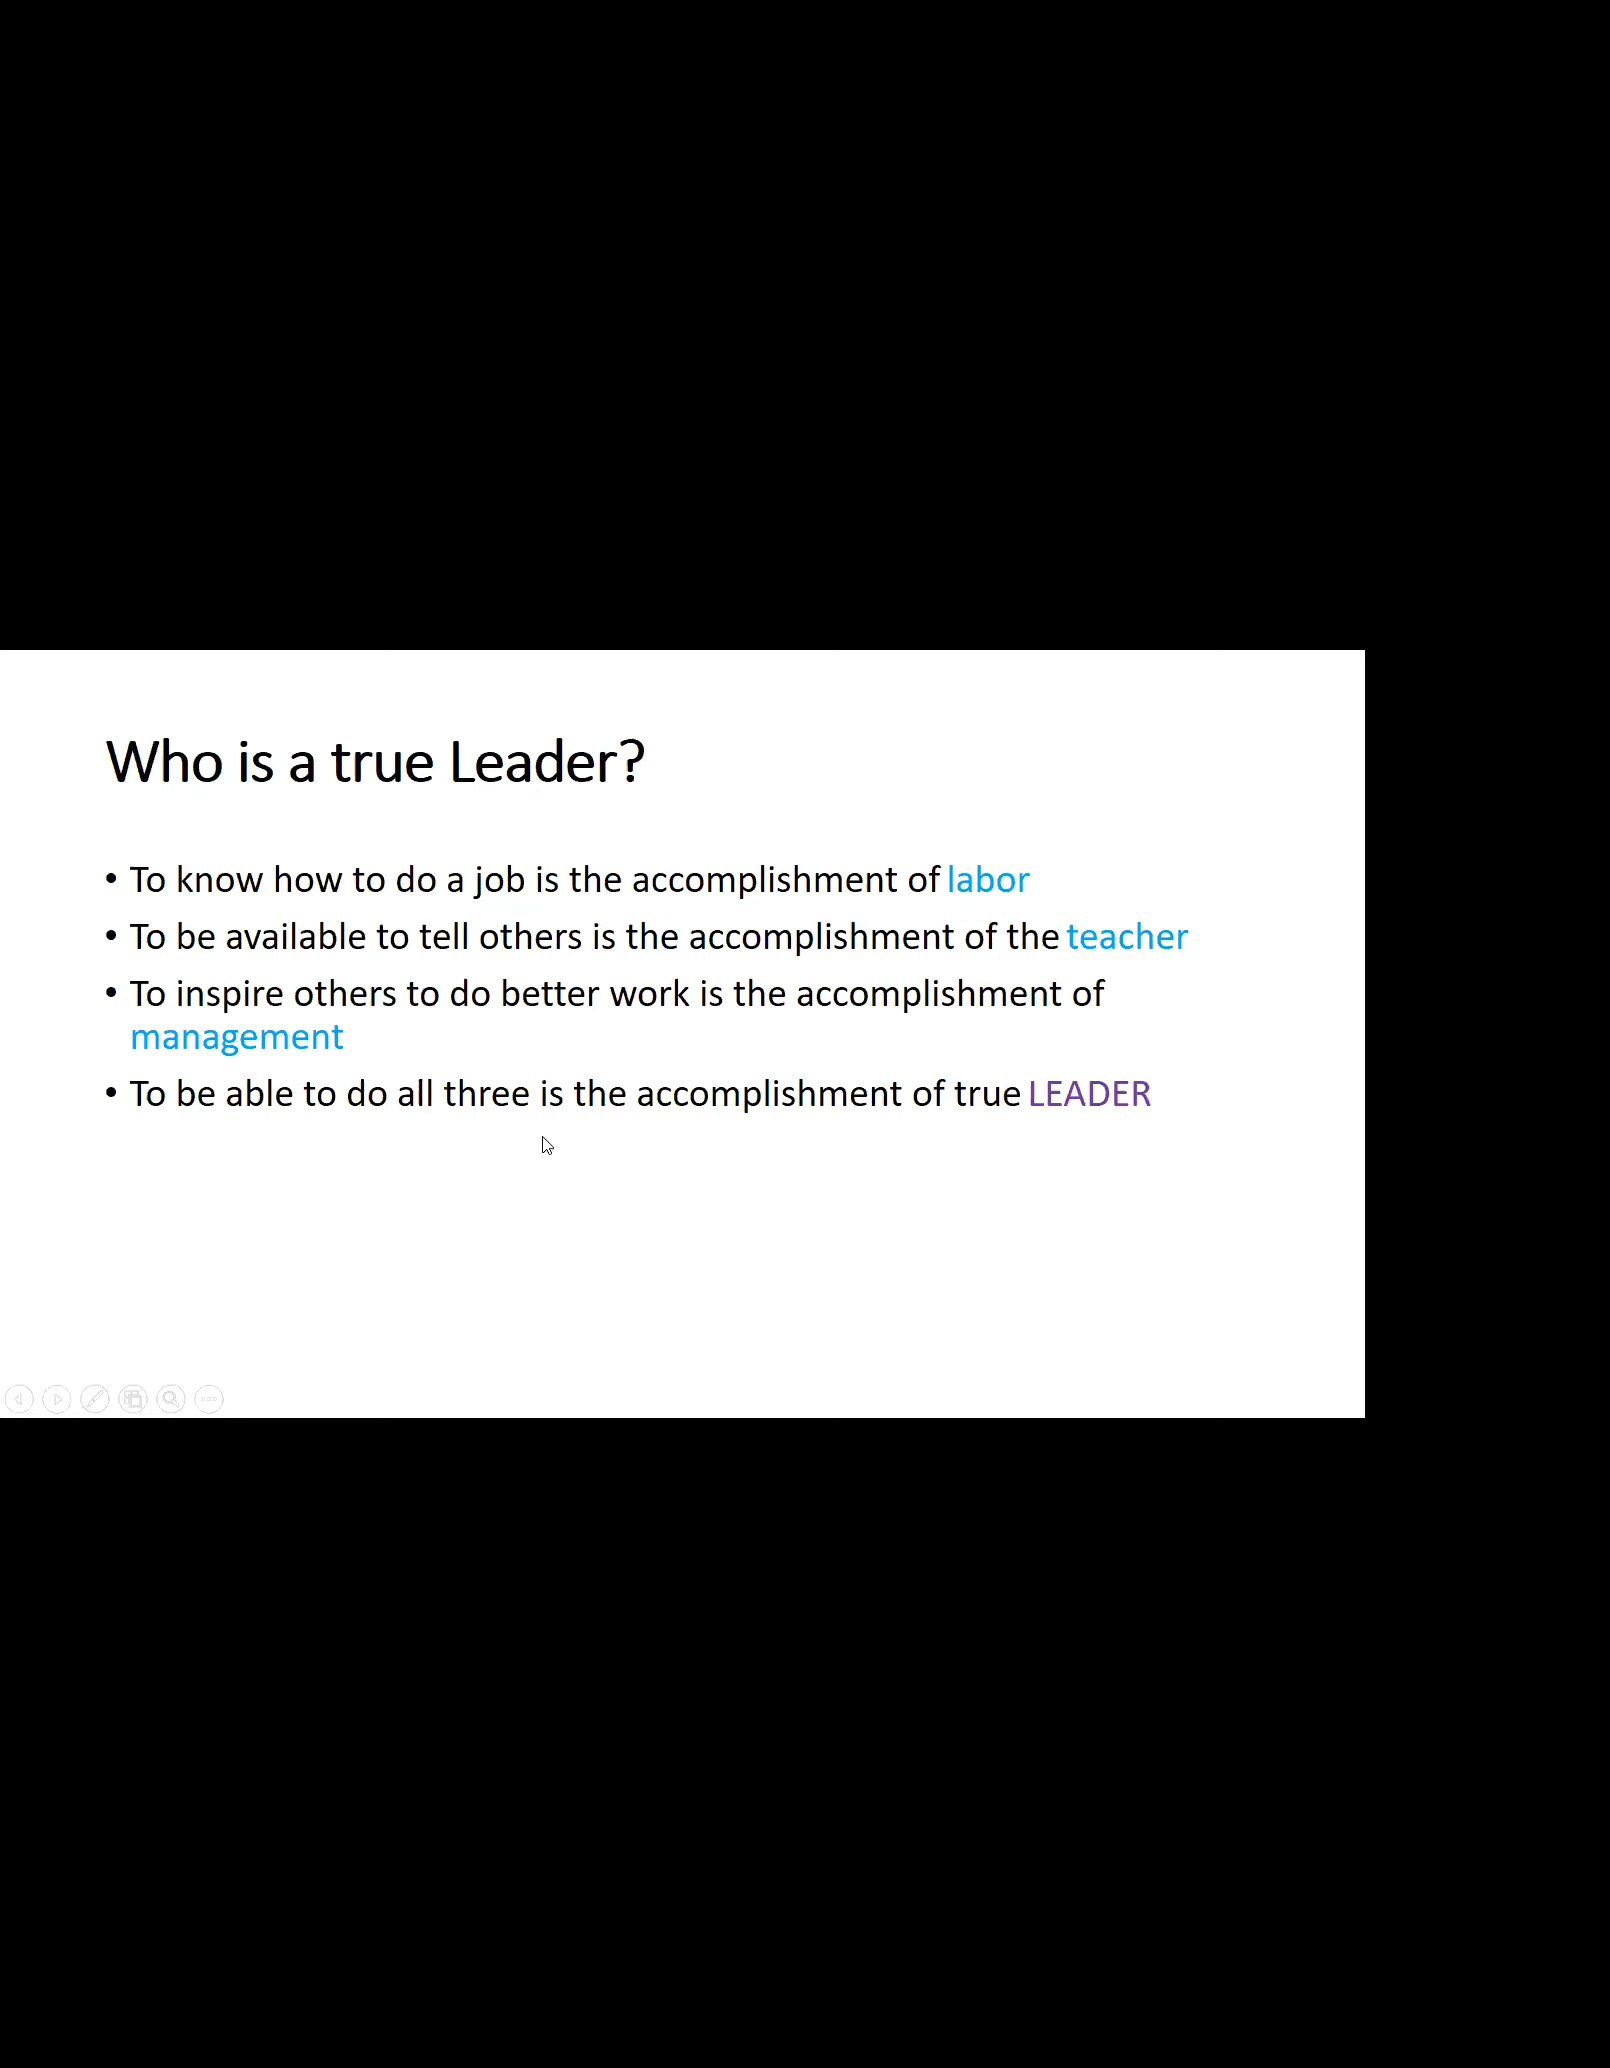 Who is a true Leader?
• To know how to do a job is the accomplishment of labor
• To be available to tell others is the accomplishment of the teacher
• To inspire others to do better work is the accomplishment of
management
• To be able to do all three is the accomplishment of true LEADER